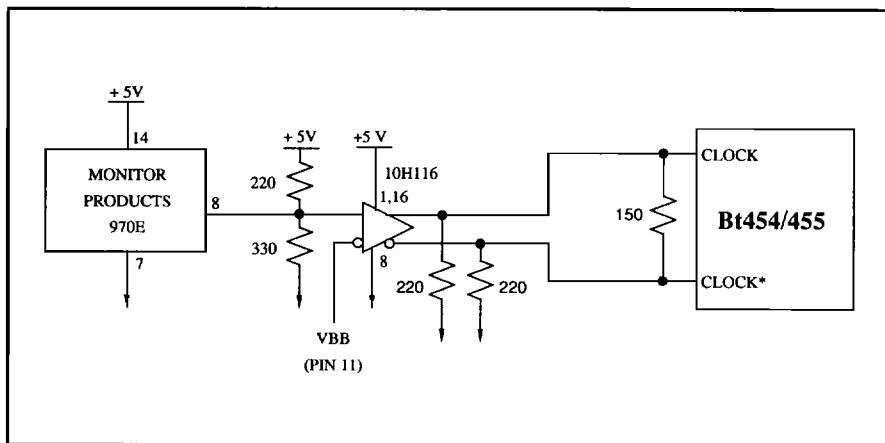 + 5V
14
MONITOR
PRODUCTS
970E
8
7
+ 5V
220
330
+5 V
10H116
1,16
8
VBB
(PIN 11)
220
220
150
CLOCK
Bt454/455
CLOCK*